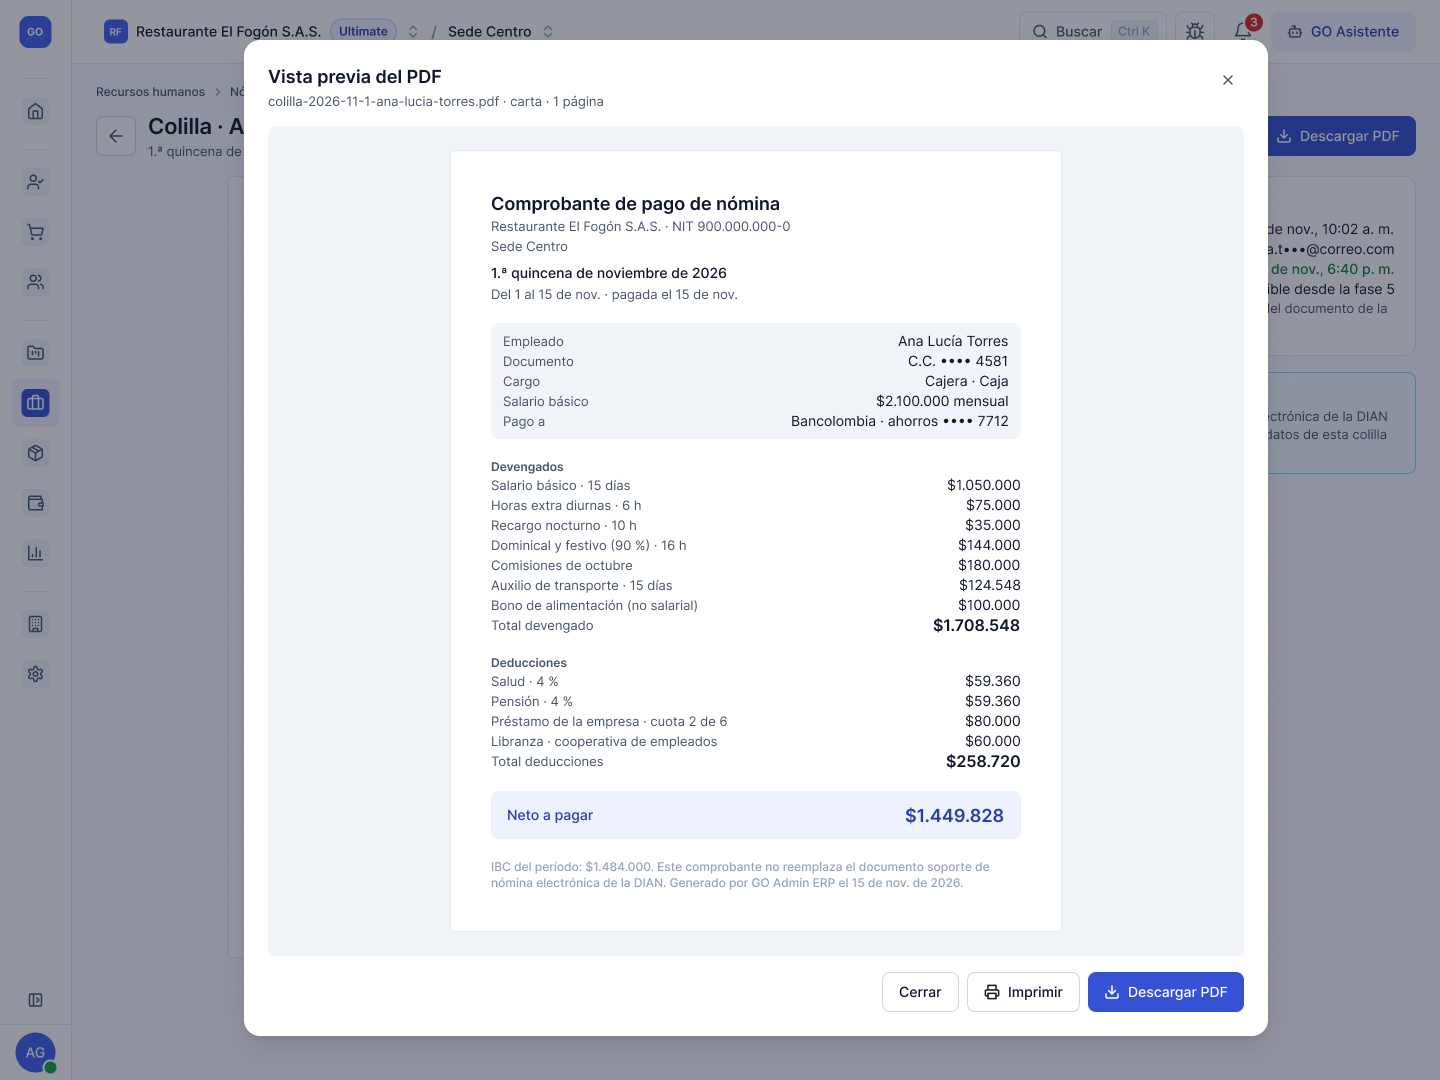 GO
RF Restaurante El Fogón S.A.S. Ultimate / Sede Centro
Buscar Ctrl K
3
GO Asistente
Recursos humanos
Colilla · A
1.ª quincena de
Descargar PDF
Vista previa del PDF
colilla-2026-11-1-ana-lucia-torres.pdf · carta · 1 página
Comprobante de pago de nómina
Restaurante El Fogón S.A.S. · NIT 900.000.000-0
Sede Centro
1.ª quincena de noviembre de 2026
Del 1 al 15 de nov. · pagada el 15 de nov.
Empleado Ana Lucía Torres
Documento C.C. •••• 4581
Cargo Cajera · Caja
Salario básico $2.100.000 mensual
Pago a Bancolombia · ahorros •••• 7712
Devengados
Salario básico · 15 días $1.050.000
Horas extra diurnas · 6 h $75.000
Recargo nocturno · 10 h $35.000
Dominical y festivo (90 %) · 16 h $144.000
Comisiones de octubre $180.000
Auxilio de transporte · 15 días $124.548
Bono de alimentación (no salarial) $100.000
Total devengado $1.708.548
Deducciones
Salud · 4 % $59.360
Pensión · 4 % $59.360
Préstamo de la empresa · cuota 2 de 6 $80.000
Libranza · cooperativa de empleados $60.000
Total deducciones $258.720
Neto a pagar $1.449.828
IBC del período: $1.484.000. Este comprobante no reemplaza el documento soporte de
nómina electrónica de la DIAN. Generado por GO Admin ERP el 15 de nov. de 2026.
Cerrar
Imprimir
Descargar PDF
de nov., 10:02 a. m.
a.t•••@correo.com
de nov., 6:40 p. m.
ible desde la fase 5
del documento de la
ectrónica de la DIAN
datos de esta colilla
AG